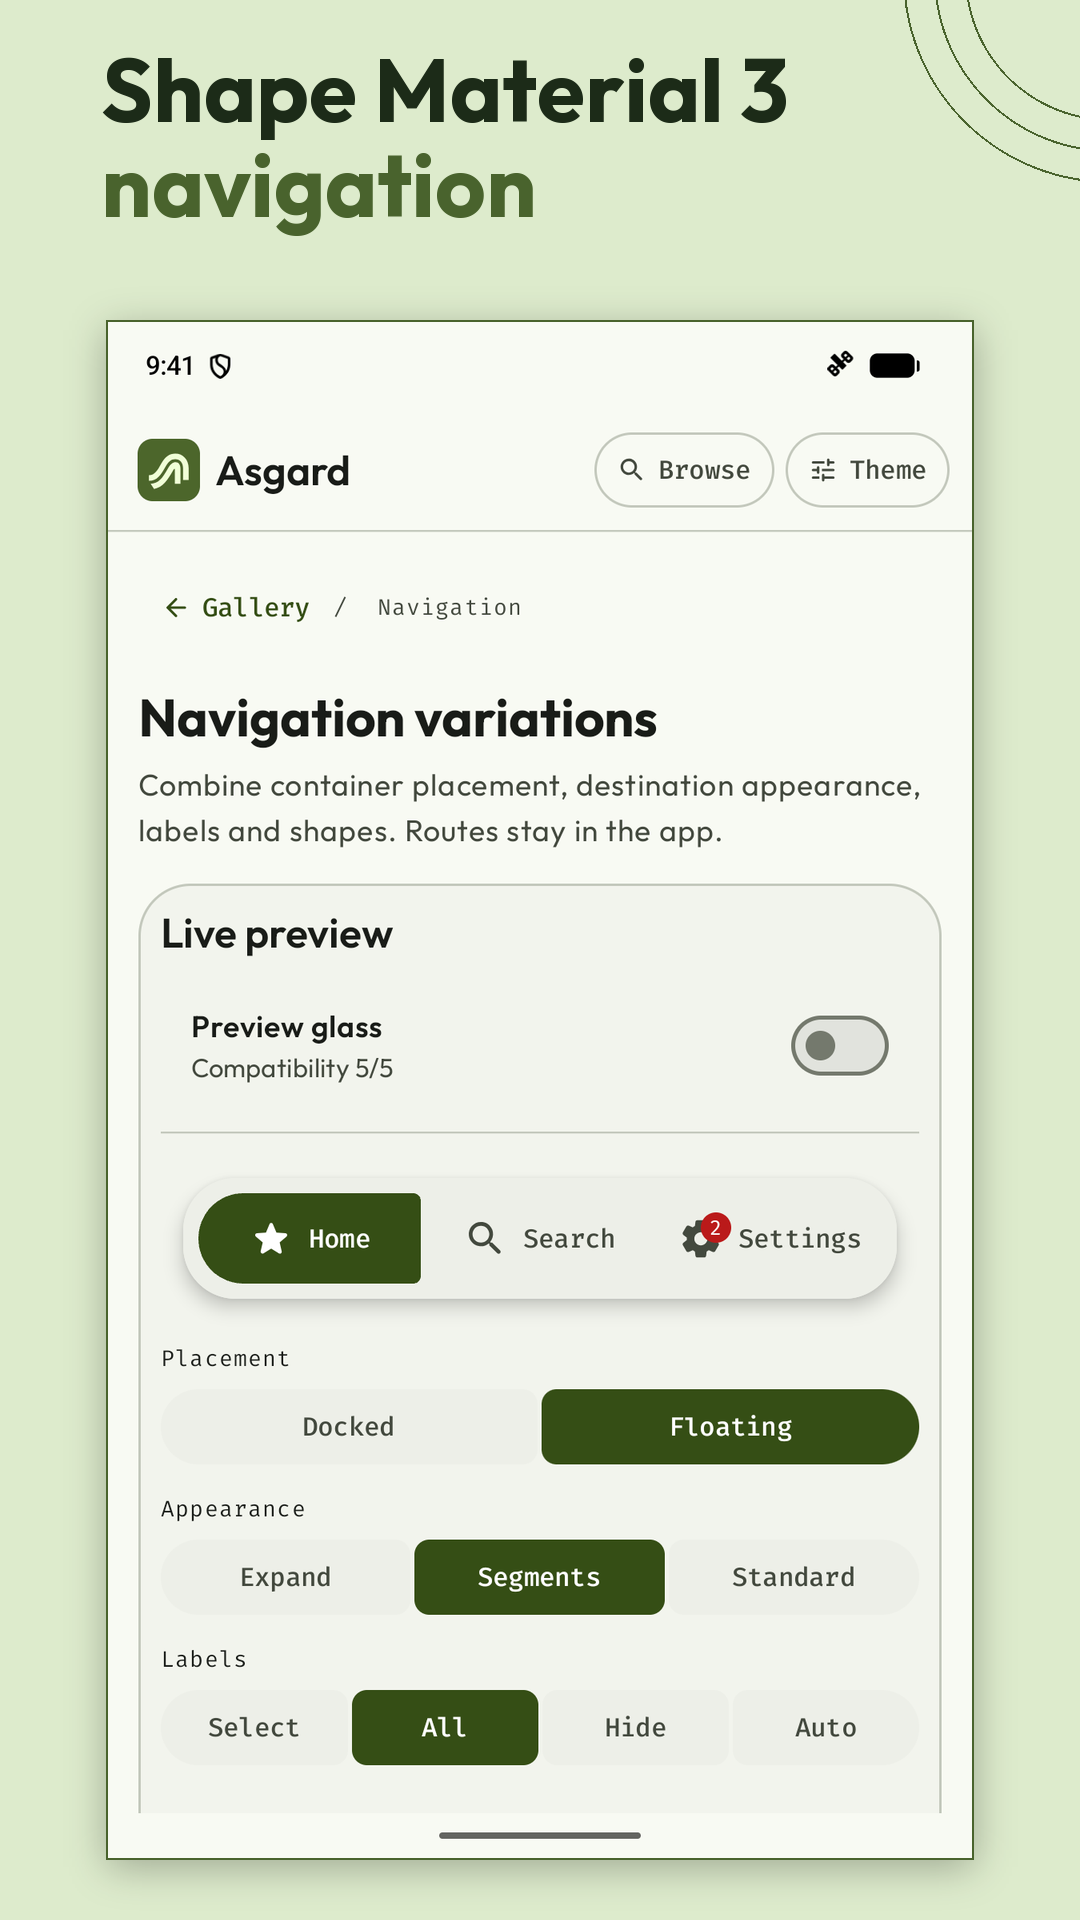 Shape Material 3
navigation
9:41
Asgard
Browse
Theme
← Gallery / Navigation
Navigation variations
Combine container placement, destination appearance,
labels and shapes. Routes stay in the app.
Live preview
Preview glass
Compatibility 5/5
Home
Search
2
Settings
Placement
Docked
Floating
Appearance
Expand
Segments
Standard
Labels
Select
All
Hide
Auto